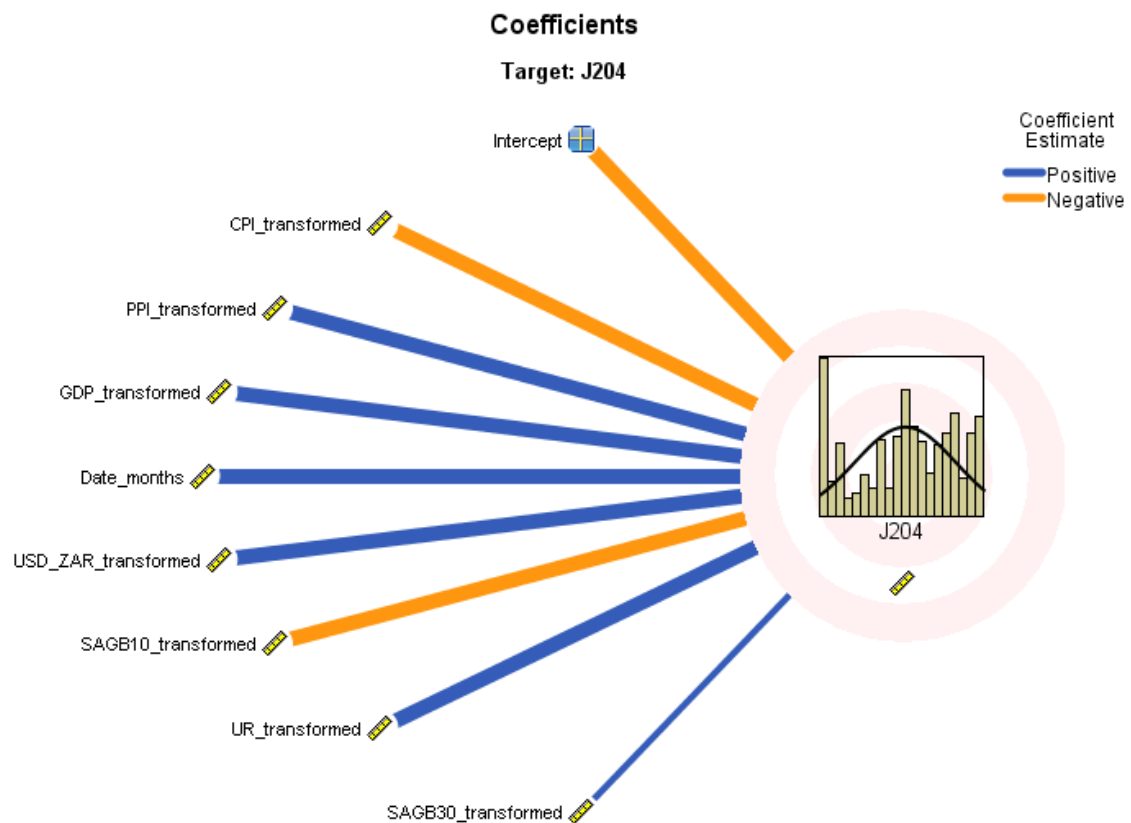 Coefficients
Target: J204
Coefficient
Estimate
Positive
Negative
Intercept
CPI_transformed
PPI_transformed
GDP_transformed
Date_months
USD_ZAR_transformed
SAGB10_transformed
UR_transformed
SAGB30_transformed
J204